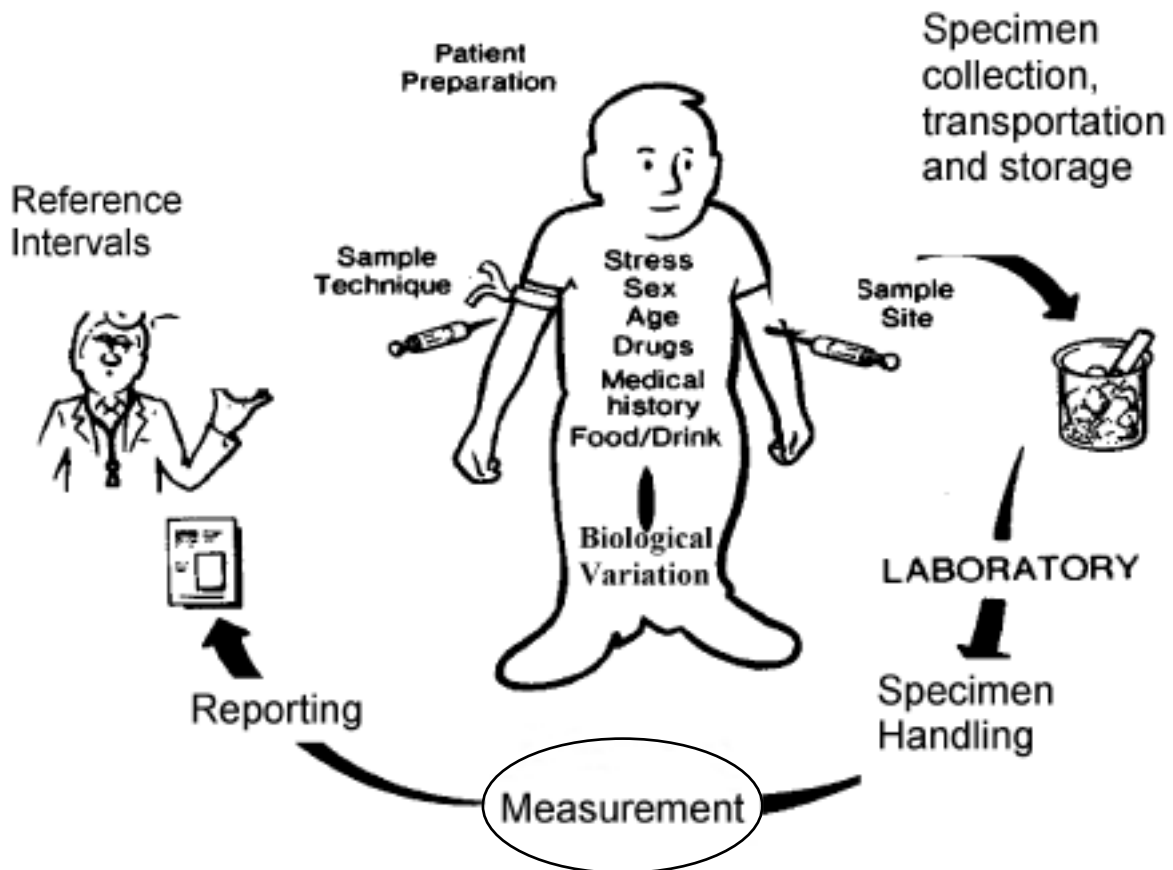 Patient
Preparation
Specimen
collection,
transportation
and storage
Reference
Intervals
Sample
Technique
Stress
Sex
Age
Drugs
Medical
history
Food/Drink
Sample
Site
Biological
Variation
LABORATORY
Specimen
Handling
Reporting
Measurement